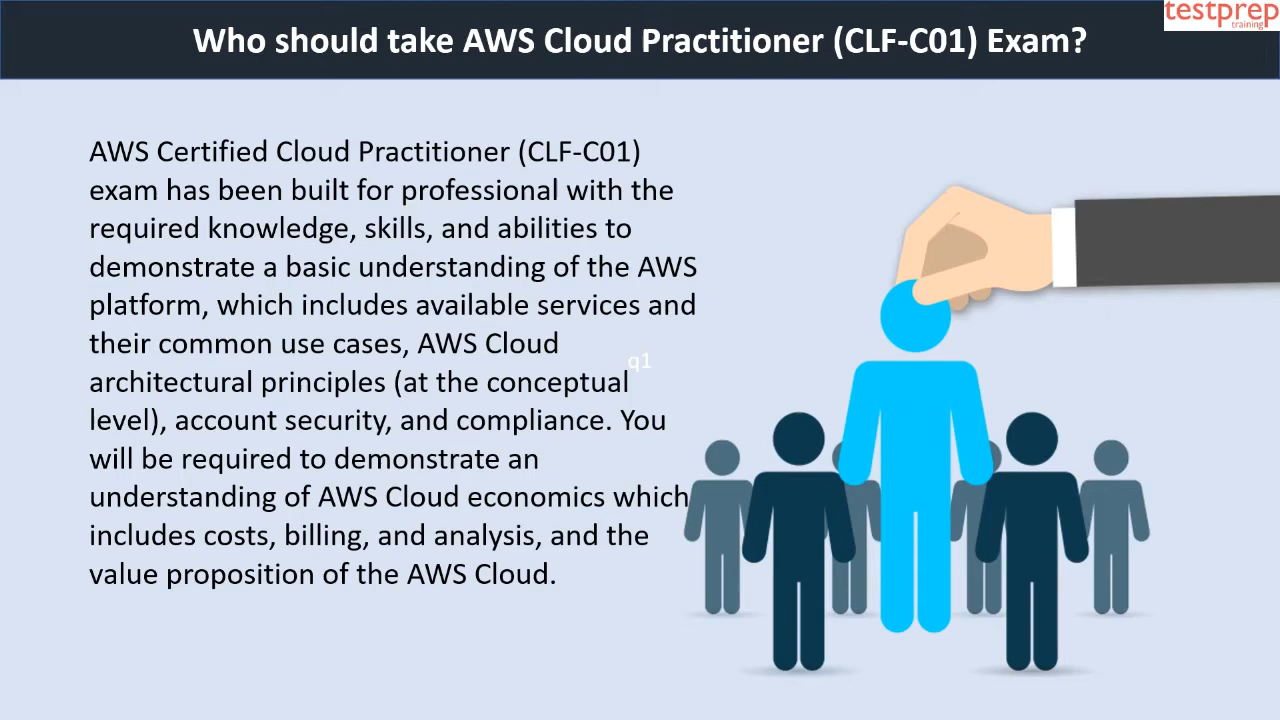 testprep
training
Who should take AWS Cloud Practitioner (CLF-C01) Exam?
AWS Certified Cloud Practitioner (CLF-C01)
exam has been built for professional with the
required knowledge, skills, and abilities to
demonstrate a basic understanding of the AWS
platform, which includes available services and
their common use cases, AWS Cloud
q1
architectural principles (at the conceptual
level), account security, and compliance. You
will be required to demonstrate an
understanding of AWS Cloud economics which
includes costs, billing, and analysis, and the
value proposition of the AWS Cloud.